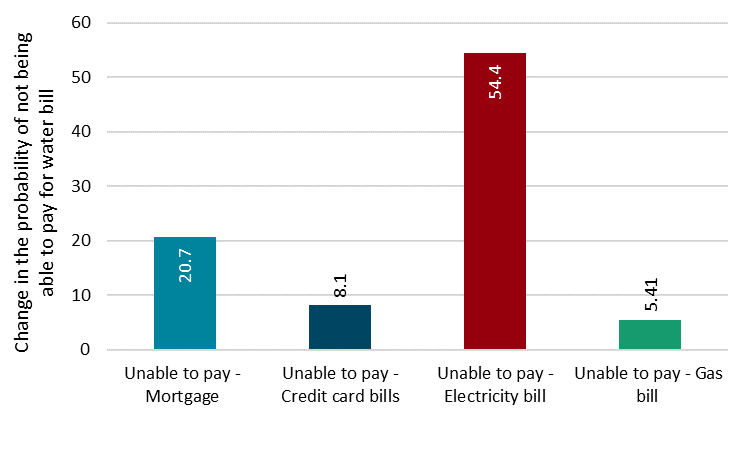 Change in the probability of not being
able to pay for water bill
60
50
40
30
20
10
0
20.7
8.1
54.4
5.41
Unable to pay -
Mortgage
Unable to pay -
Credit card bills
Unable to pay -
Electricity bill
Unable to pay - Gas
bill